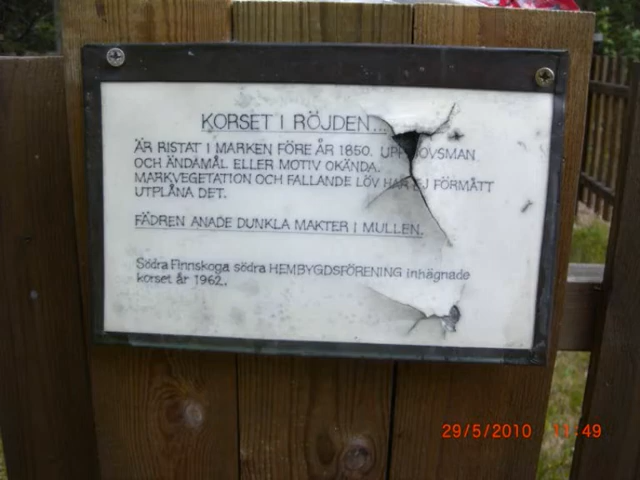 KORSET I RÖJDEN...
ÄR RISTAT I MARKEN FÖRE ÅR 1850.
OCH ÄNDAMÅL ELLER MOTIV OKÄNDA.
MARKVEGETATION OCH FALLANDE LÖV HAR EJ FÖRMÅTT
UTPLÅNA DET.
FÄDREN ANADE DUNKLA MAKTER I MULLEN.
Södra Finnskoga södra HEMBYGDSFÖRENING inhägnade
korset år 1962.
29/5/2010 11:49